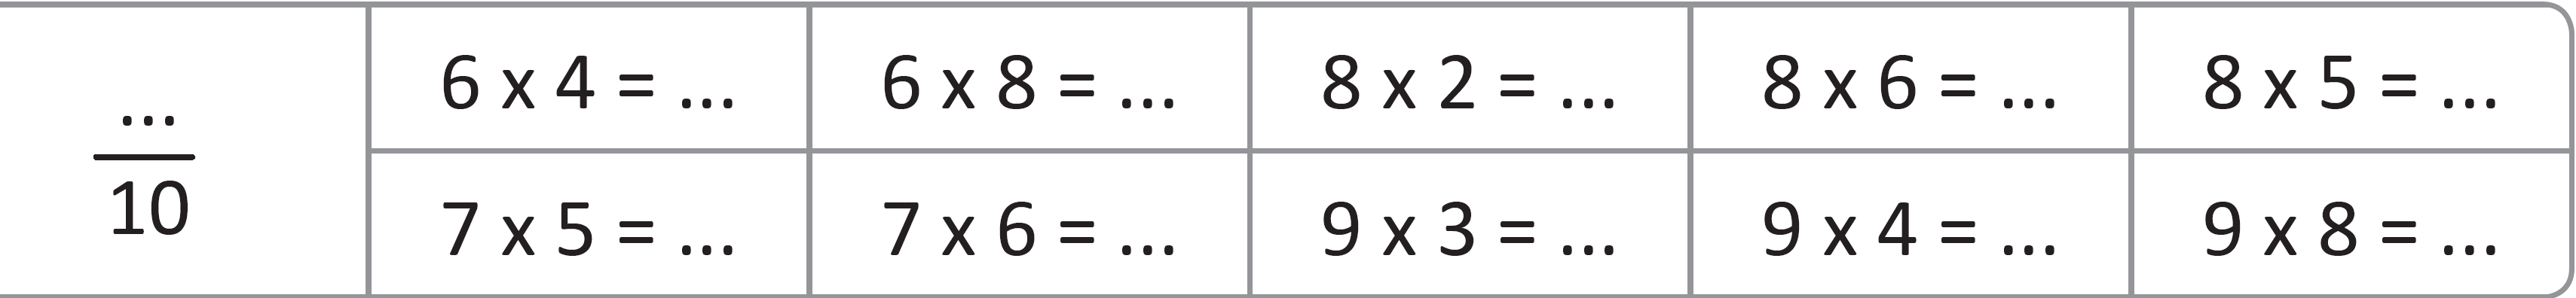 ...
10
6 x 4 = ... 6 x 8 = ... 8 x 2 = ... 8 x 6 = ... 8 x 5 = ...
7 x 5 = ... 7 x 6 = ... 9 x 3 = ... 9 x 4 = ... 9 x 8 = ...